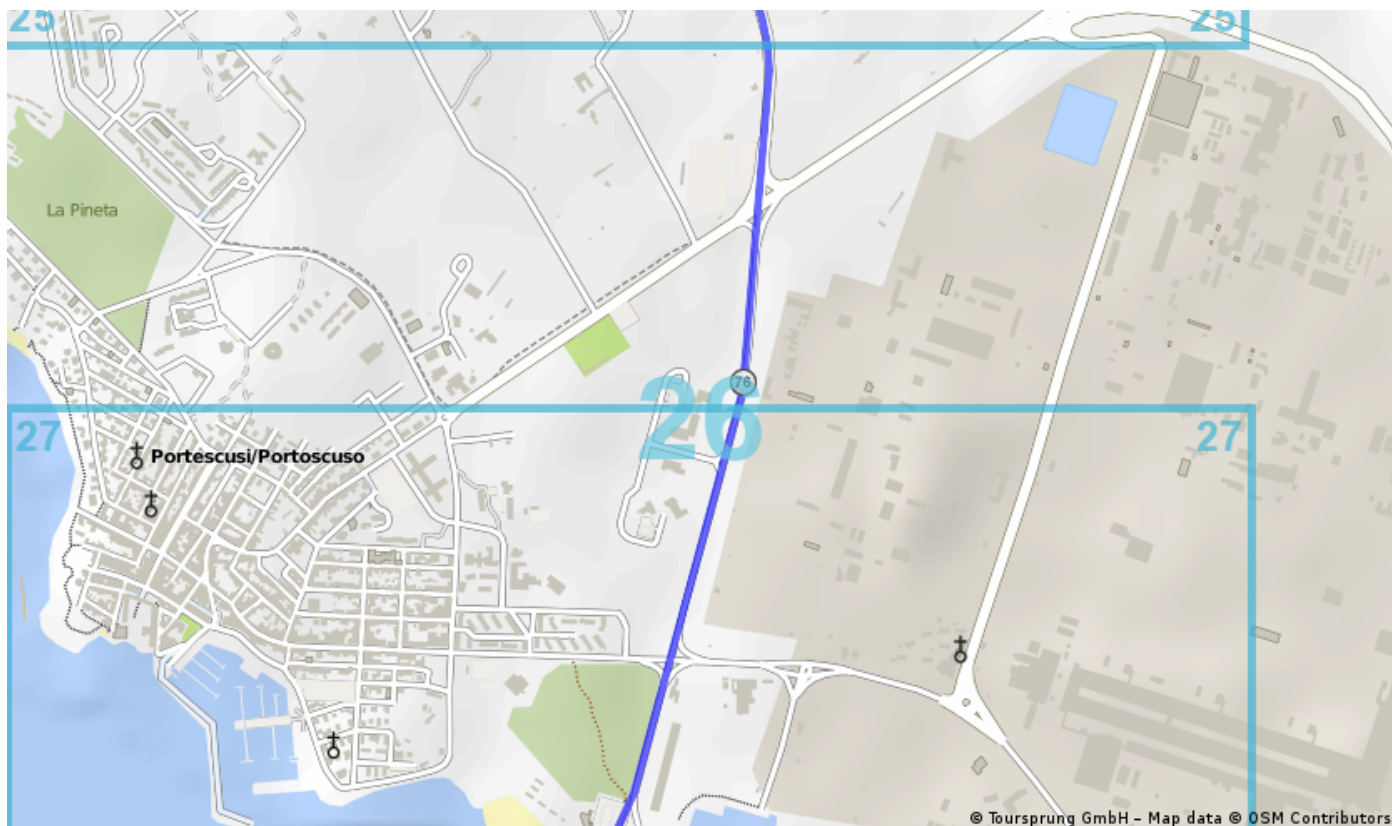 25
25
La Pineta
76
26
27
27
Portescusi/Portoscuso
© Toursprung GmbH – Map data © OSM Contributors